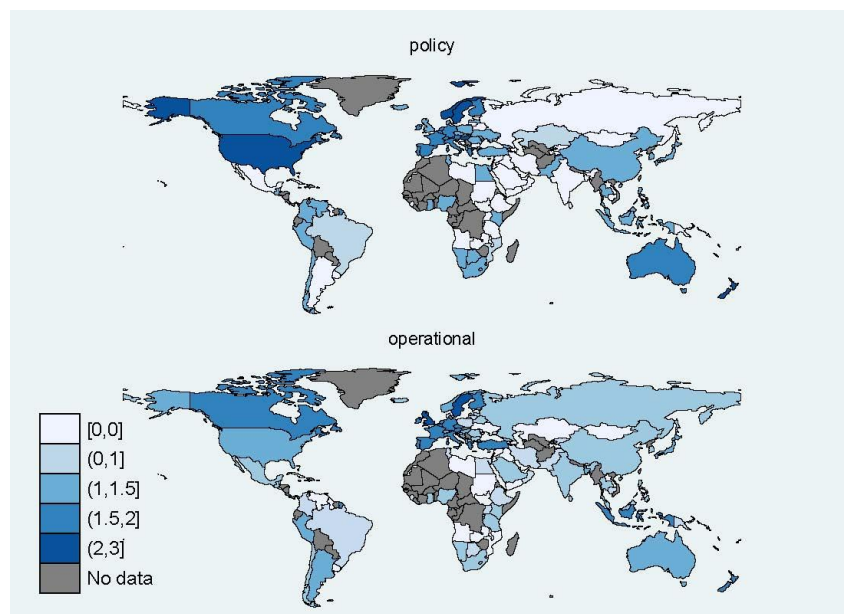 policy
operational
[0,0]
(0,1]
(1,1.5]
(1.5,2]
(2,3]
No data